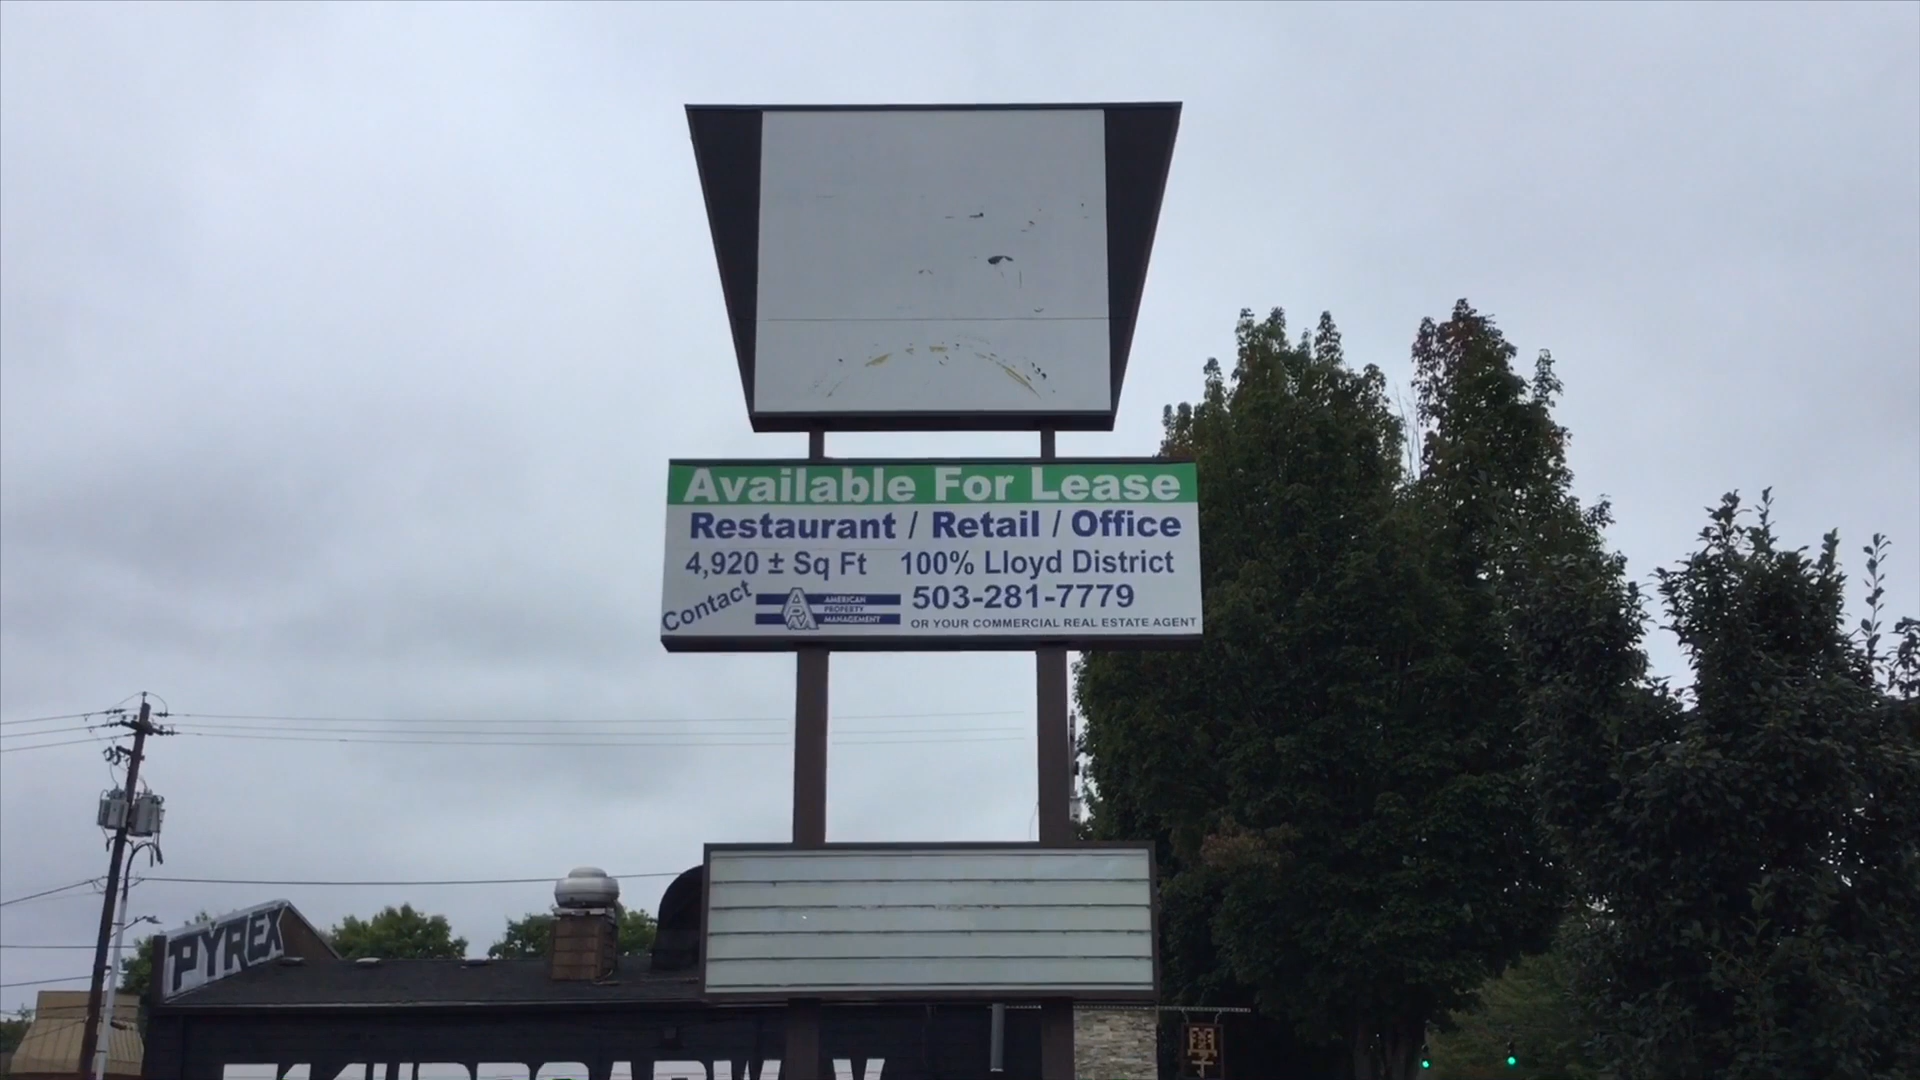 Available For Lease
Restaurant / Retail / Office
4,920 ± Sq Ft 100% Lloyd District
Contact
APM
AMERICAN
PROPERTY
MANAGEMENT
503-281-7779
OR YOUR COMMERCIAL REAL ESTATE AGENT
PYREX